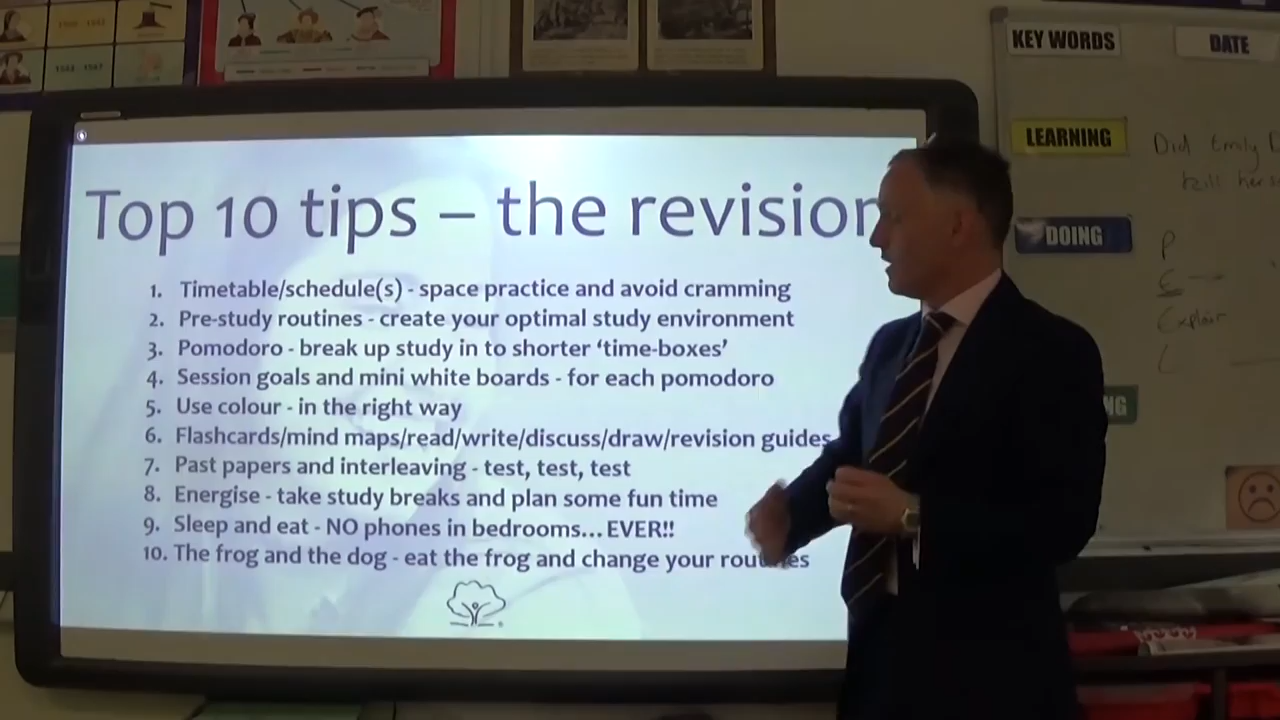 KEY WORDS
DATE
LEARNING
Did Emily
DOING
P
E
Explain
Top 10 tips – the revision
1. Timetable/schedule(s) - space practice and avoid cramming
2. Pre-study routines - create your optimal study environment
3. Pomodoro - break up study in to shorter ‘time-boxes’
4. Session goals and mini white boards - for each pomodoro
5. Use colour - in the right way
6. Flashcards/mind maps/read/write/discuss/draw/revision guides
7. Past papers and interleaving - test, test, test
8. Energise - take study breaks and plan some fun time
9. Sleep and eat - NO phones in bedrooms... EVER!!
10. The frog and the dog - eat the frog and change your routines